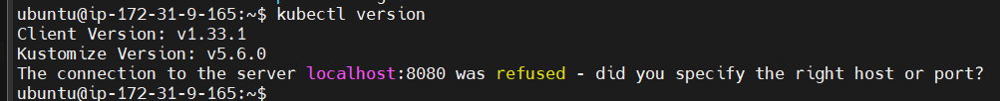 ubuntu@ip-172-31-9-165:~$ kubectl version
Client Version: v1.33.1
Kustomize Version: v5.6.0
The connection to the server localhost:8080 was refused - did you specify the right host or port?
ubuntu@ip-172-31-9-165:~$